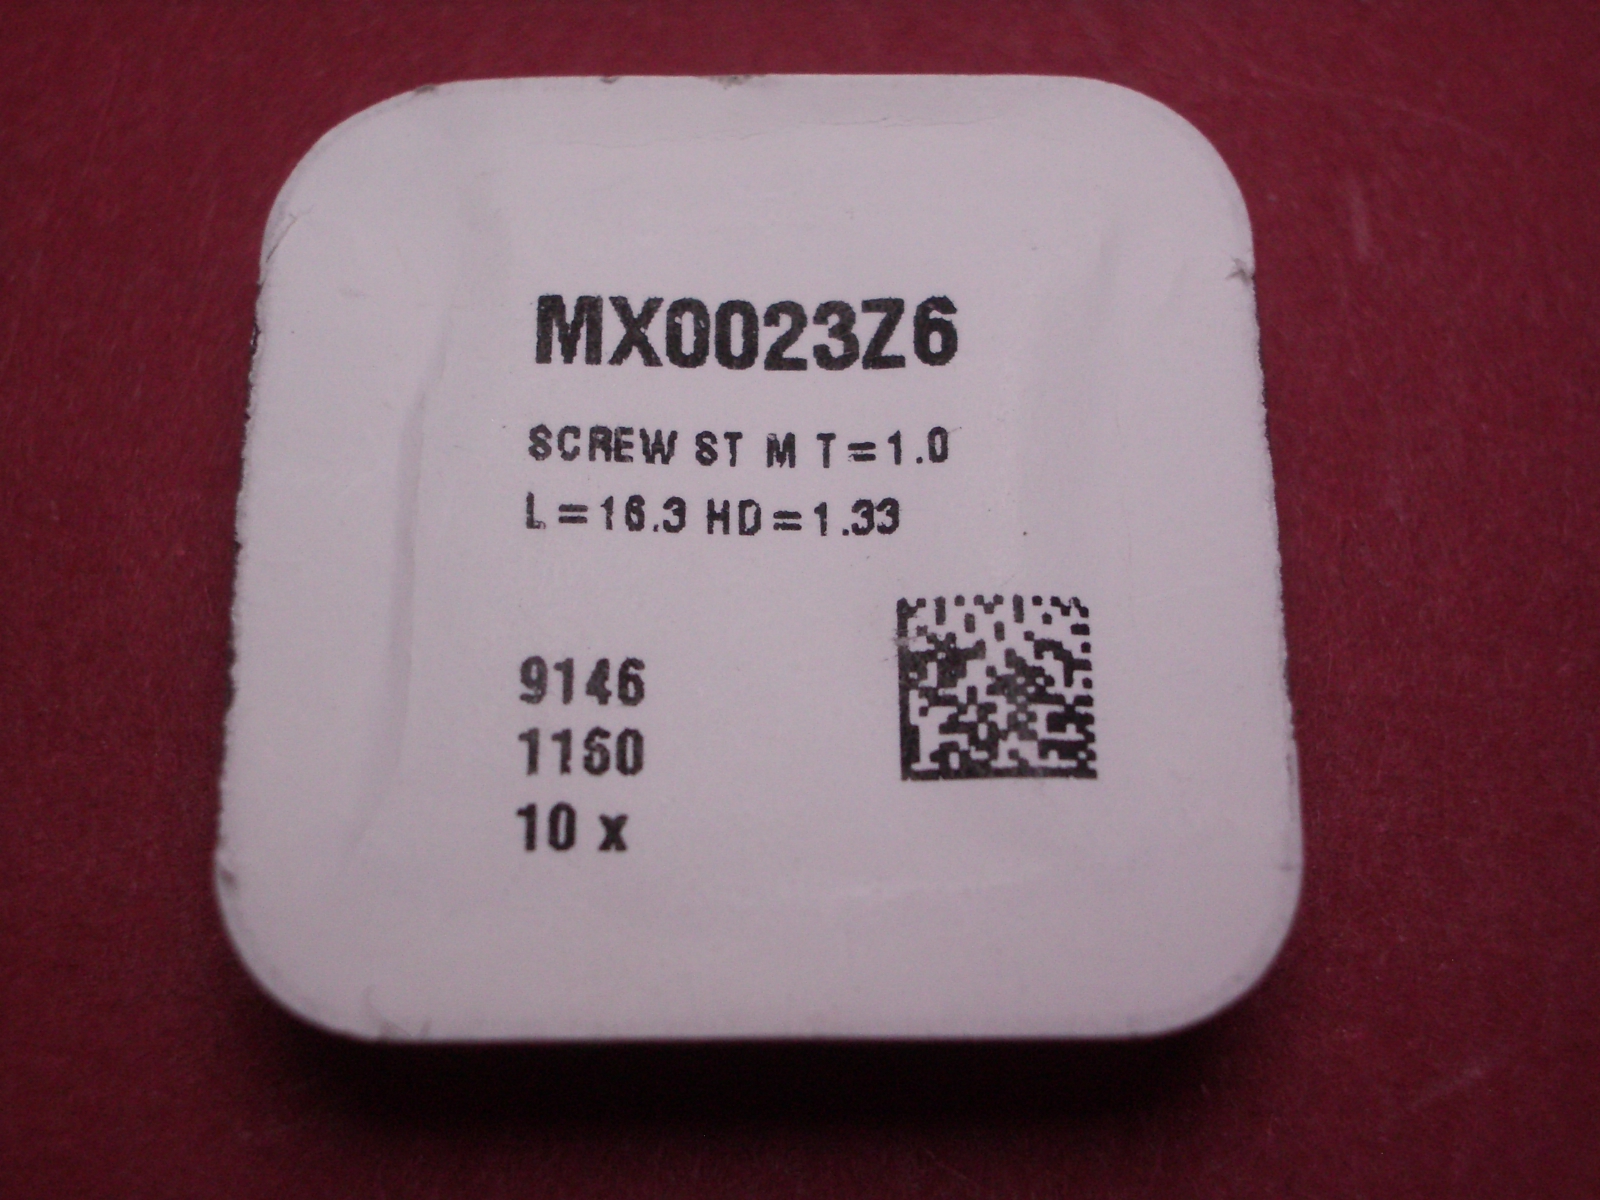 MX0023Z6
SCREW ST M T=1.0
L=16.3 HD=1.33
9146
1160
10 x